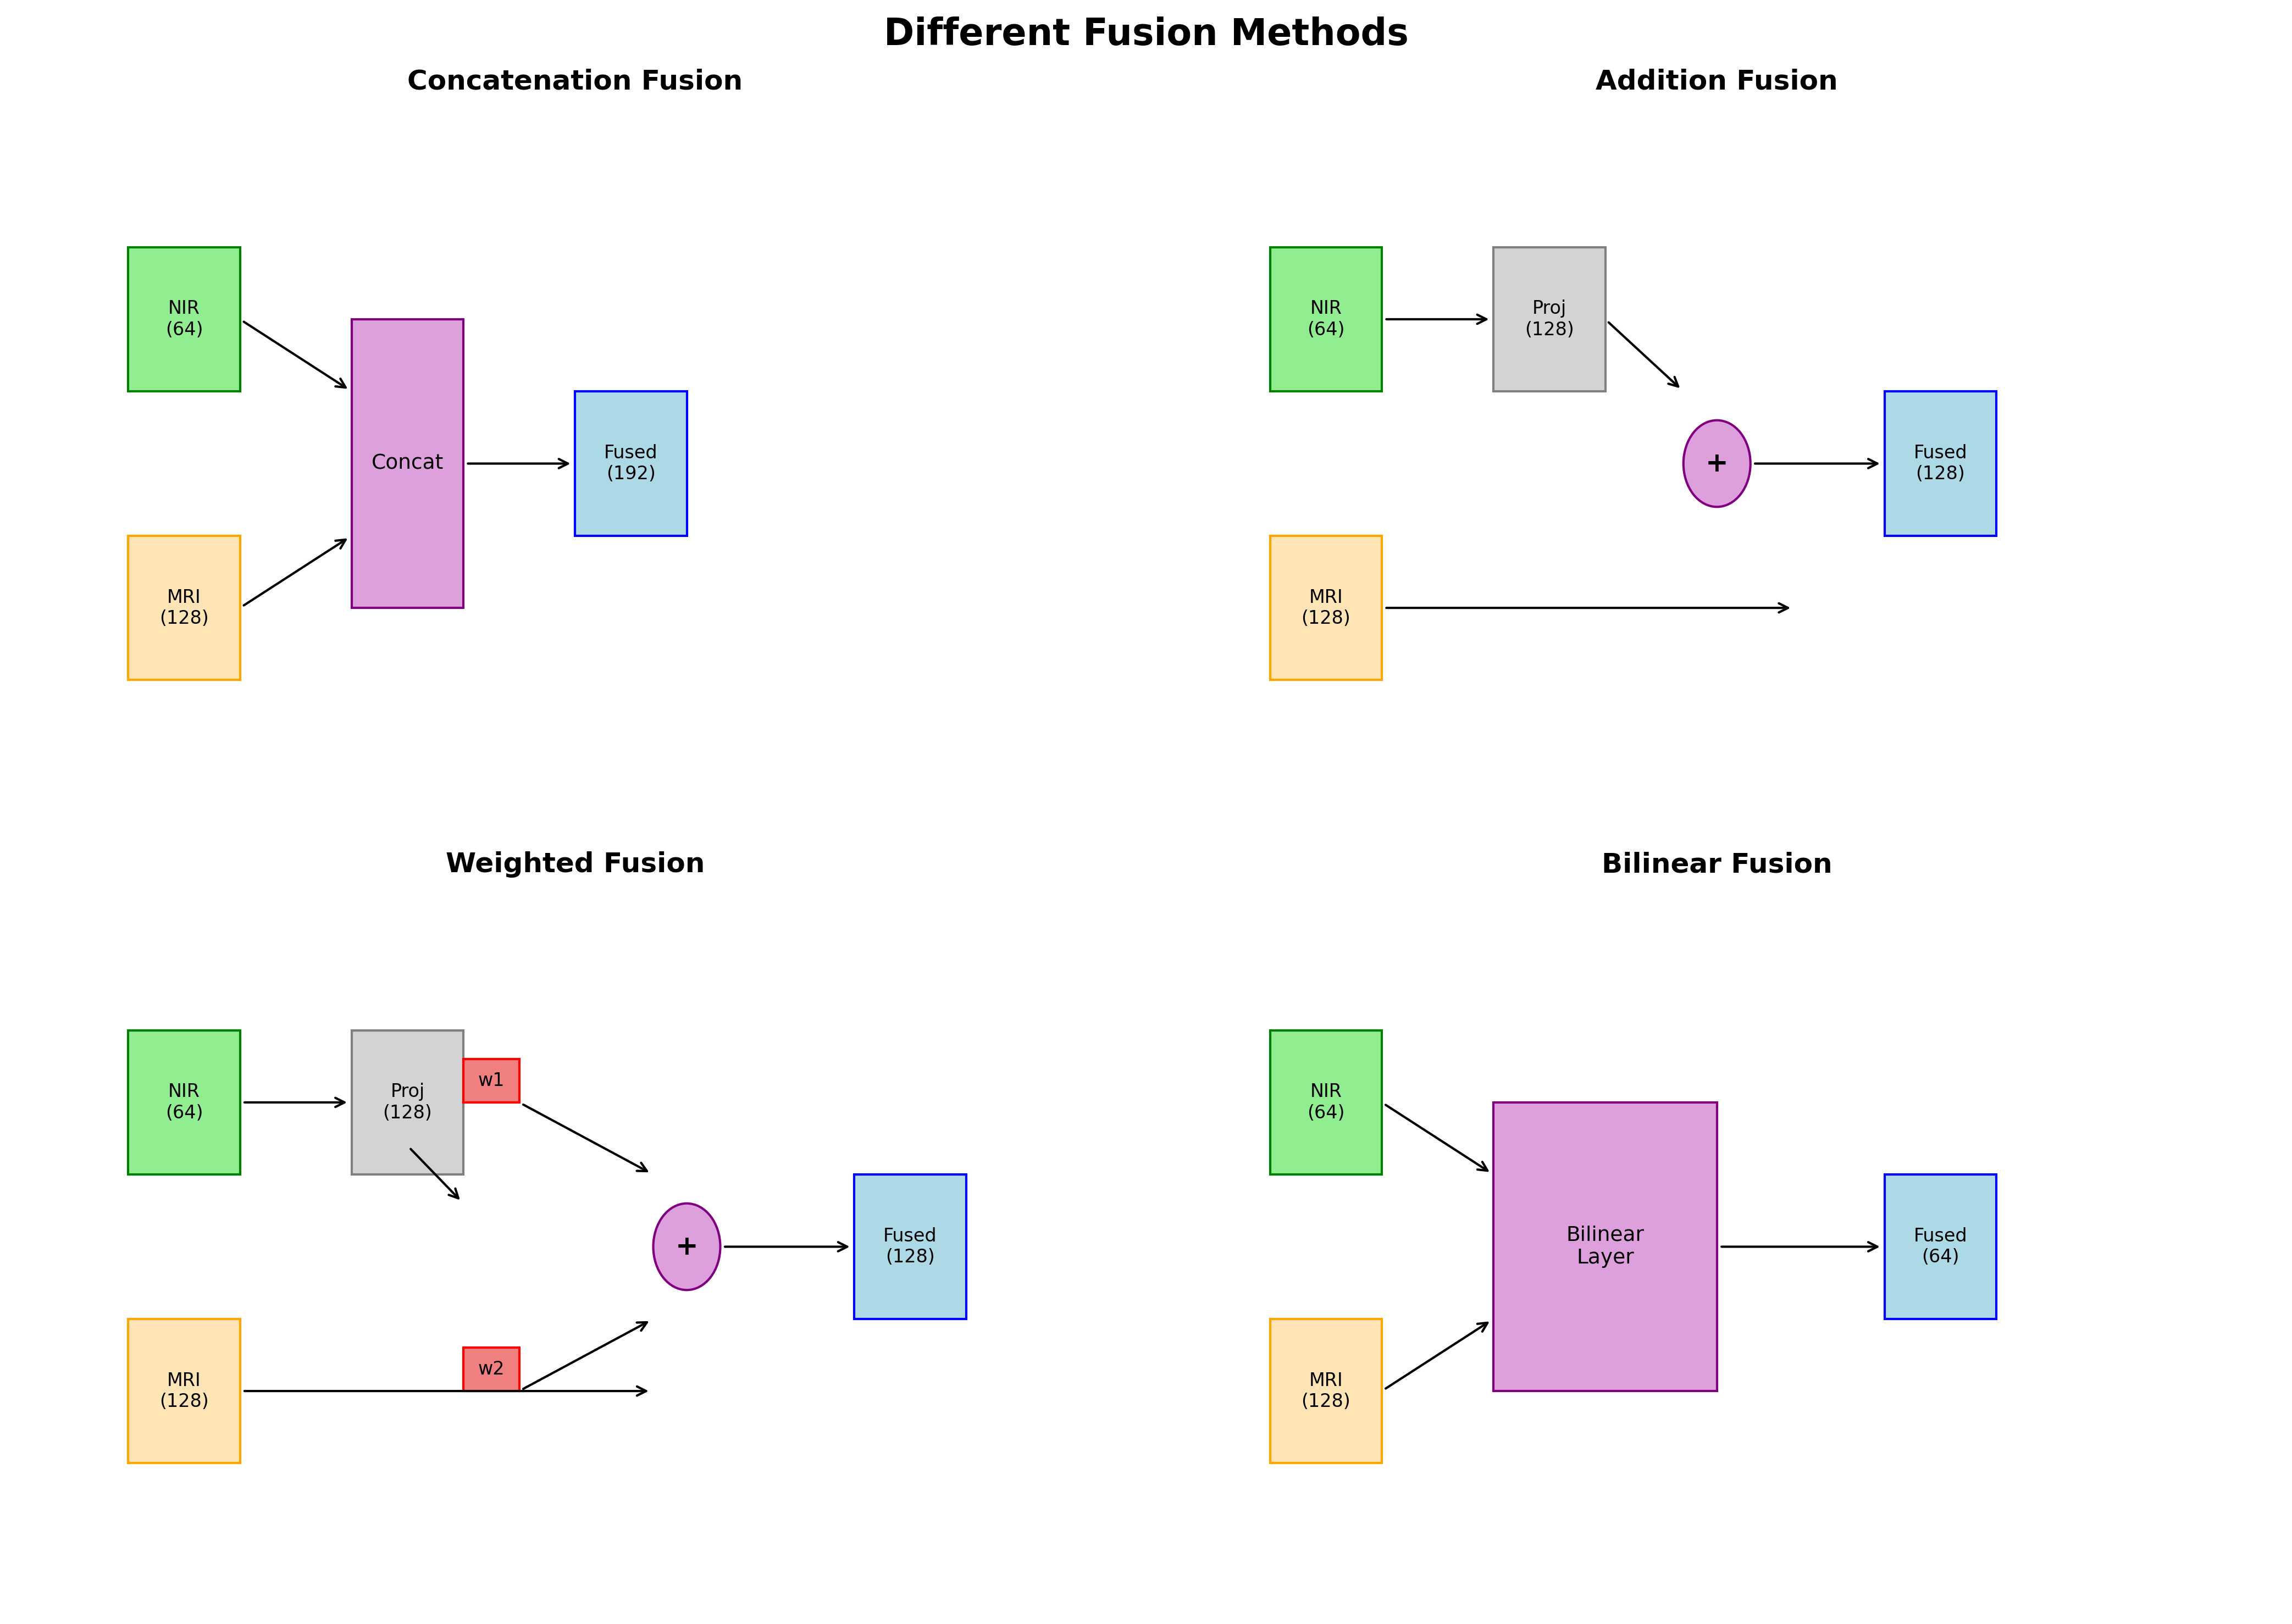 Different Fusion Methods
Concatenation Fusion
NIR
(64)
MRI
(128)
Concat
Fused
(192)
Addition Fusion
NIR
(64)
Proj
(128)
MRI
(128)
+
Fused
(128)
Weighted Fusion
NIR
(64)
Proj
(128)
w1
MRI
(128)
w2
+
Fused
(128)
Bilinear Fusion
NIR
(64)
MRI
(128)
Bilinear
Layer
Fused
(64)